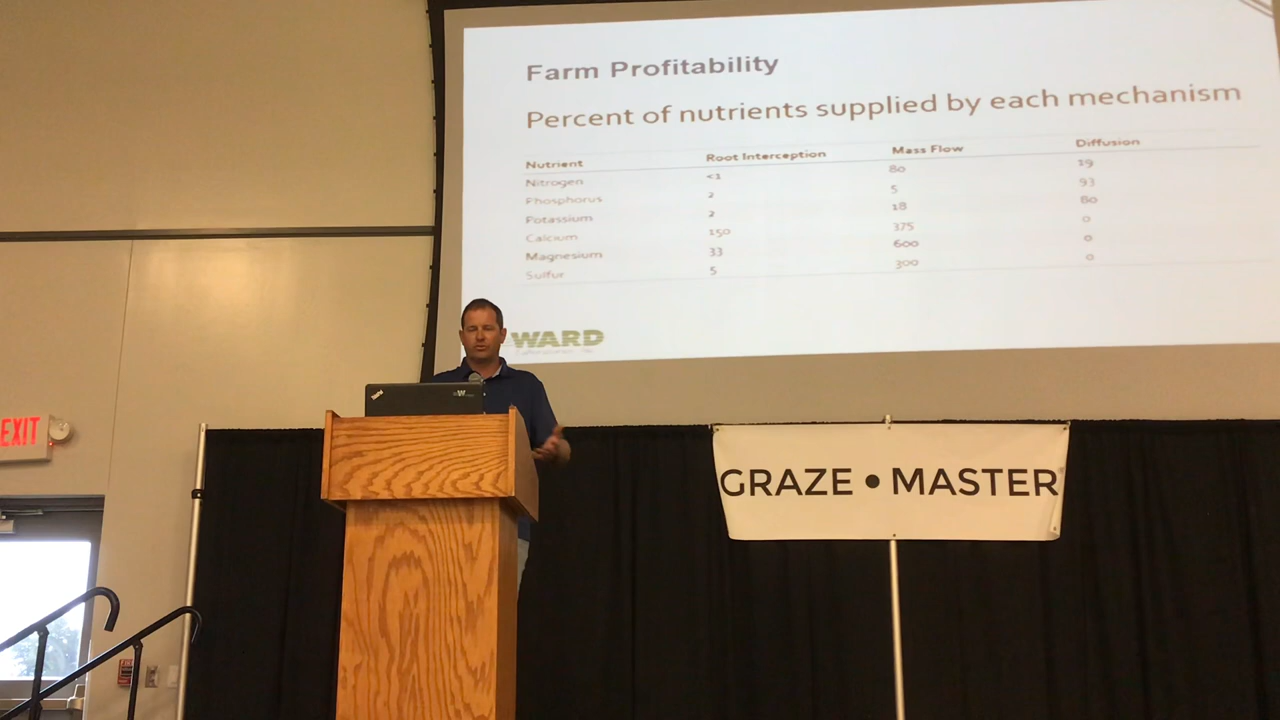 Farm Profitability
Percent of nutrients supplied by each mechanism
Nutrient Root Interception Mass Flow Diffusion
Nitrogen <1 80 19
Phosphorus 2 5 93
Potassium 2 18 80
Calcium 150 375 0
Magnesium 33 600 0
Sulfur 5 300 0
WARD
EXIT
GRAZE • MASTER